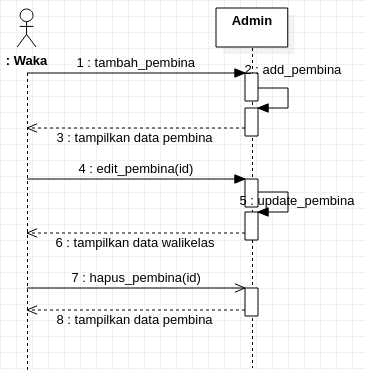 Admin
: Waka
1 : tambah_pembina
2 : add_pembina
3 : tampilkan data pembina
4 : edit_pembina(id)
5 : update_pembina
6 : tampilkan data walikelas
7 : hapus_pembina(id)
8 : tampilkan data pembina